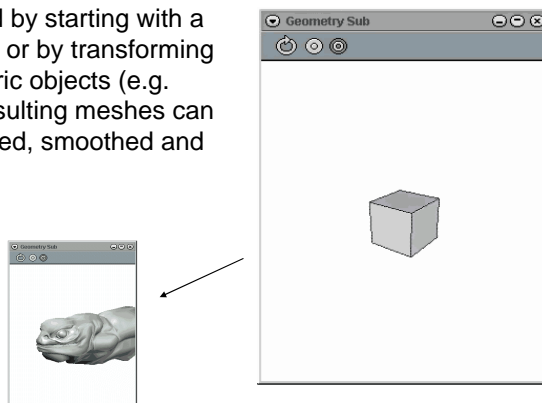 l by starting with a
or by transforming
ric objects (e.g.
sulting meshes can
ed, smoothed and
Geometry Sub
Geometry Sub